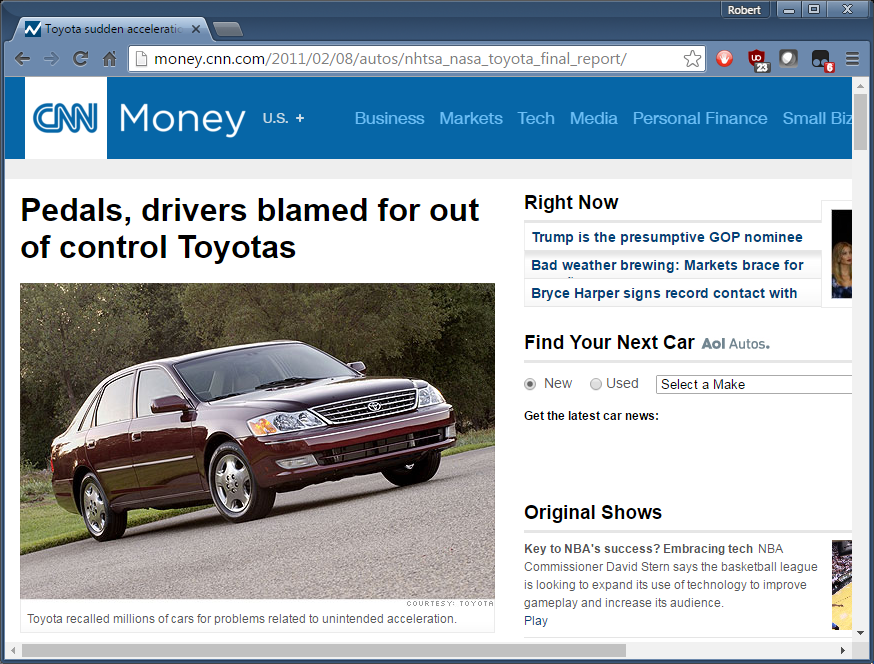 Robert
Toyota sudden acceleratio
money.cnn.com/2011/02/08/autos/nhtsa_nasa_toyota_final_report/
UD
23
6
CNN Money U.S. + Business Markets Tech Media Personal Finance Small Biz
Pedals, drivers blamed for out
of control Toyotas
COURTESY: TOYOTA
Toyota recalled millions of cars for problems related to unintended acceleration.
Right Now
Trump is the presumptive GOP nominee
Bad weather brewing: Markets brace for
Bryce Harper signs record contact with
Find Your Next Car Aol Autos.
New Used Select a Make
Get the latest car news:
Original Shows
Key to NBA's success? Embracing tech NBA
Commissioner David Stern says the basketball league
is looking to expand its use of technology to improve
gameplay and increase its audience.
Play